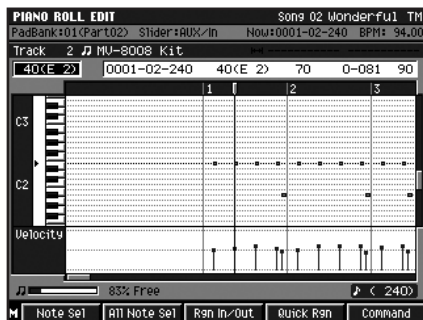 PIANO ROLL EDIT Song 02 Wonderful TM
PadBank:01(Part02) Slider:AUX/In Now:0001-02-240 BPM: 94.00
Track 2 MV-8008 Kit
40(E 2) 0001-02-240 40(E 2) 70 0-081 90
1 2 3
C3
C2
Velocity
83% Free ( 240)
M Note Sel All Note Sel Rgn In/Out Quick Rgn Command